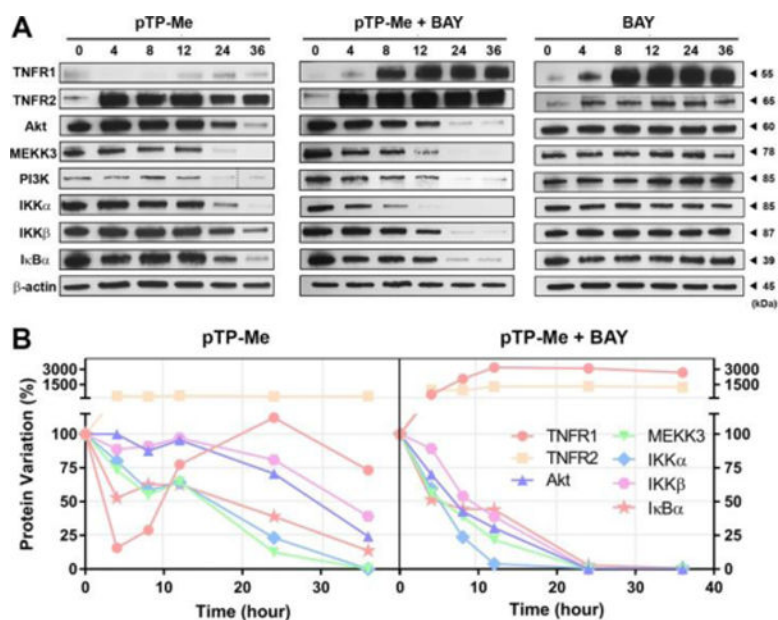 A
pTP-Me
pTP-Me + BAY
BAY
0 4 8 12 24 36
0 4 8 12 24 36
0 4 8 12 24 36
TNFR1
TNFR2
Akt
MEKK3
PI3K
IKKα
IKKβ
IκBα
β-actin
◄ 55
◄ 65
◄ 60
◄ 78
◄ 85
◄ 85
◄ 87
◄ 39
◄ 45
(kDa)
B
pTP-Me
pTP-Me + BAY
3000
1500
100
75
50
25
0
Protein Variation (%)
0 10 20 30
Time (hour)
TNFR1
TNFR2
Akt
MEKK3
IKKα
IKKβ
IκBα
3000
1500
100
75
50
25
0
0 10 20 30 40
Time (hour)